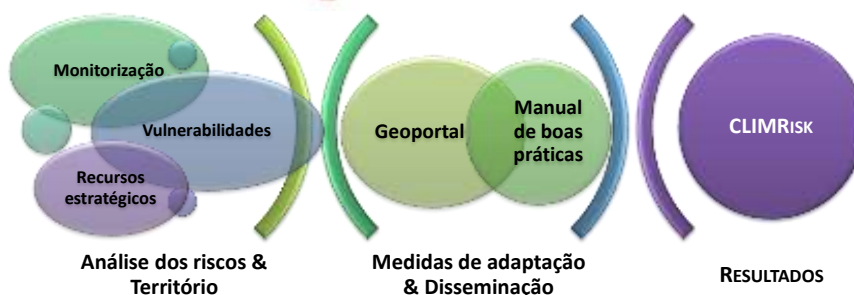 Monitorização
Vulnerabilidades
Recursos
estratégicos
Geoportal
Manual
de boas
práticas
CLIMRISK
Análise dos riscos &
Território
Medidas de adaptação
& Disseminação
RESULTADOS